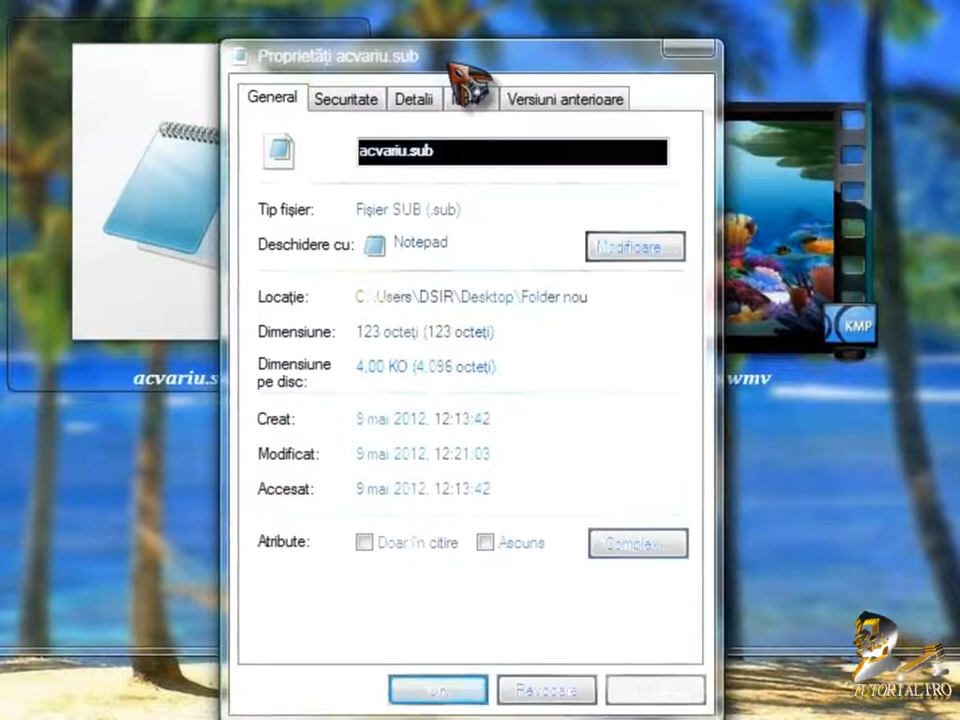 Proprietăți acvariu.sub
General
Securitate
Detalii
Versiuni anterioare
acvariu.sub
Tip fișier: Fișier SUB (.sub)
Deschidere cu: Notepad
Modificare...
Locație: C:\Users\DSIR\Desktop\Folder nou
Dimensiune: 123 octeți (123 octeți)
Dimensiune
pe disc: 4,00 KO (4.096 octeți)
Creat: 9 mai 2012, 12:13:42
Modificat: 9 mai 2012, 12:21:03
Accesat: 9 mai 2012, 12:13:42
Atribute: Doar în citire Ascuns
Complex...
OK
Revocare
acvariu.s
wmv
KMP
TUTORIALI.RO